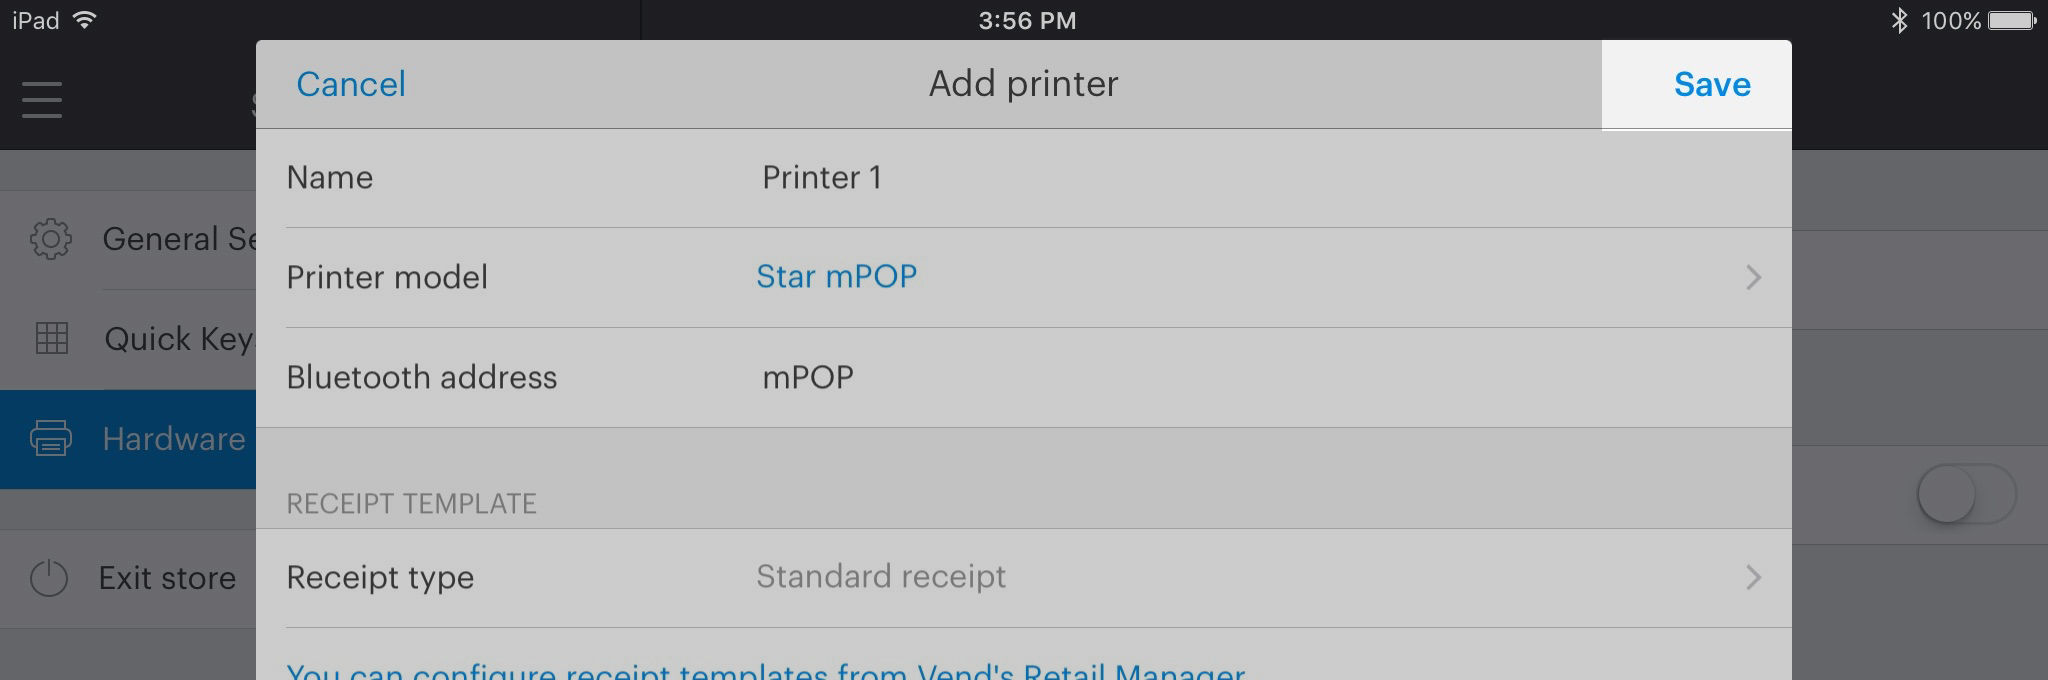 iPad 3:56 PM 100%
Cancel Add printer Save
Name Printer 1
General Se
Printer model Star mPOP
Quick Key
Bluetooth address mPOP
Hardware
RECEIPT TEMPLATE
Receipt type Standard receipt
Exit store
You can configure receipt templates from Vend's Retail Manager